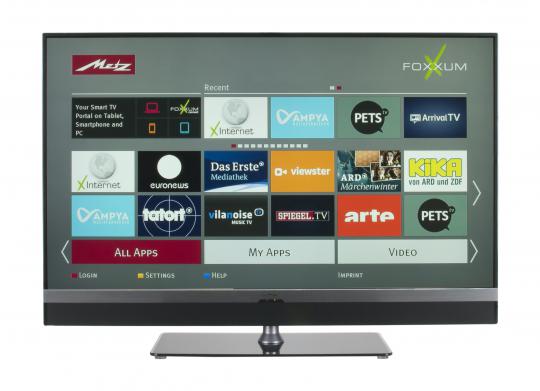 Metz
FOXXUM
Recent
Your Smart TV
Portal on Tablet,
Smartphone and
PC
FOXXUM
Internet
AMPYA
PETS TV
ArrivalTV
Internet
euronews
Das Erste
Mediathek
viewster
ARD
Märchenwinter
KiKA
von ARD und ZDF
AMPYA
tatort
vilanoise
MUSIC TV
SPIEGEL.TV
arte
PETS TV
ALL APPS
MY APPS
VIDEO
LOGIN
SETTINGS
HELP
IMPRINT